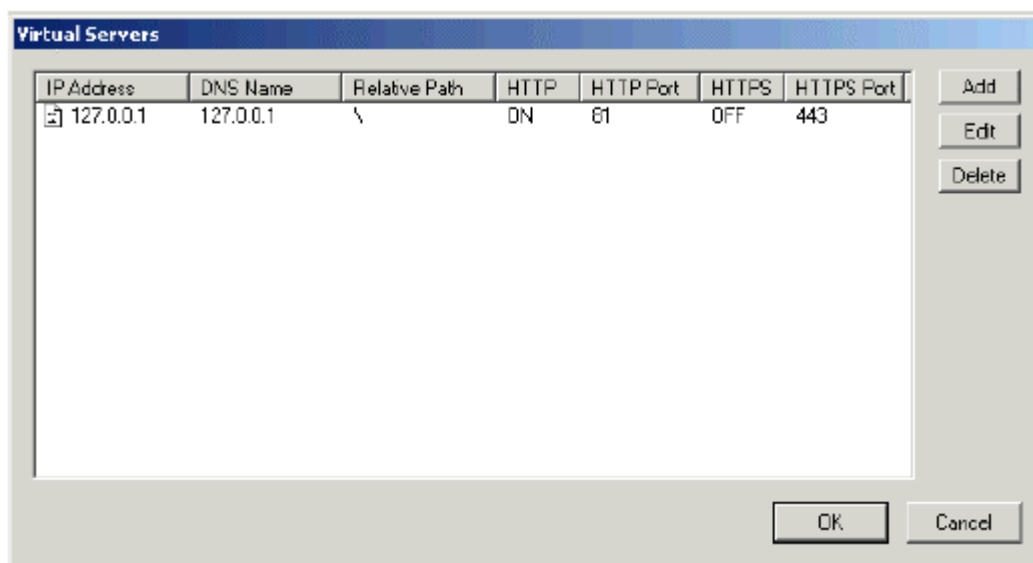 Virtual Servers
IP Address DNS Name Relative Path HTTP HTTP Port HTTPS HTTPS Port
127.0.0.1 127.0.0.1 \ ON 81 OFF 443
Add
Edit
Delete
OK Cancel